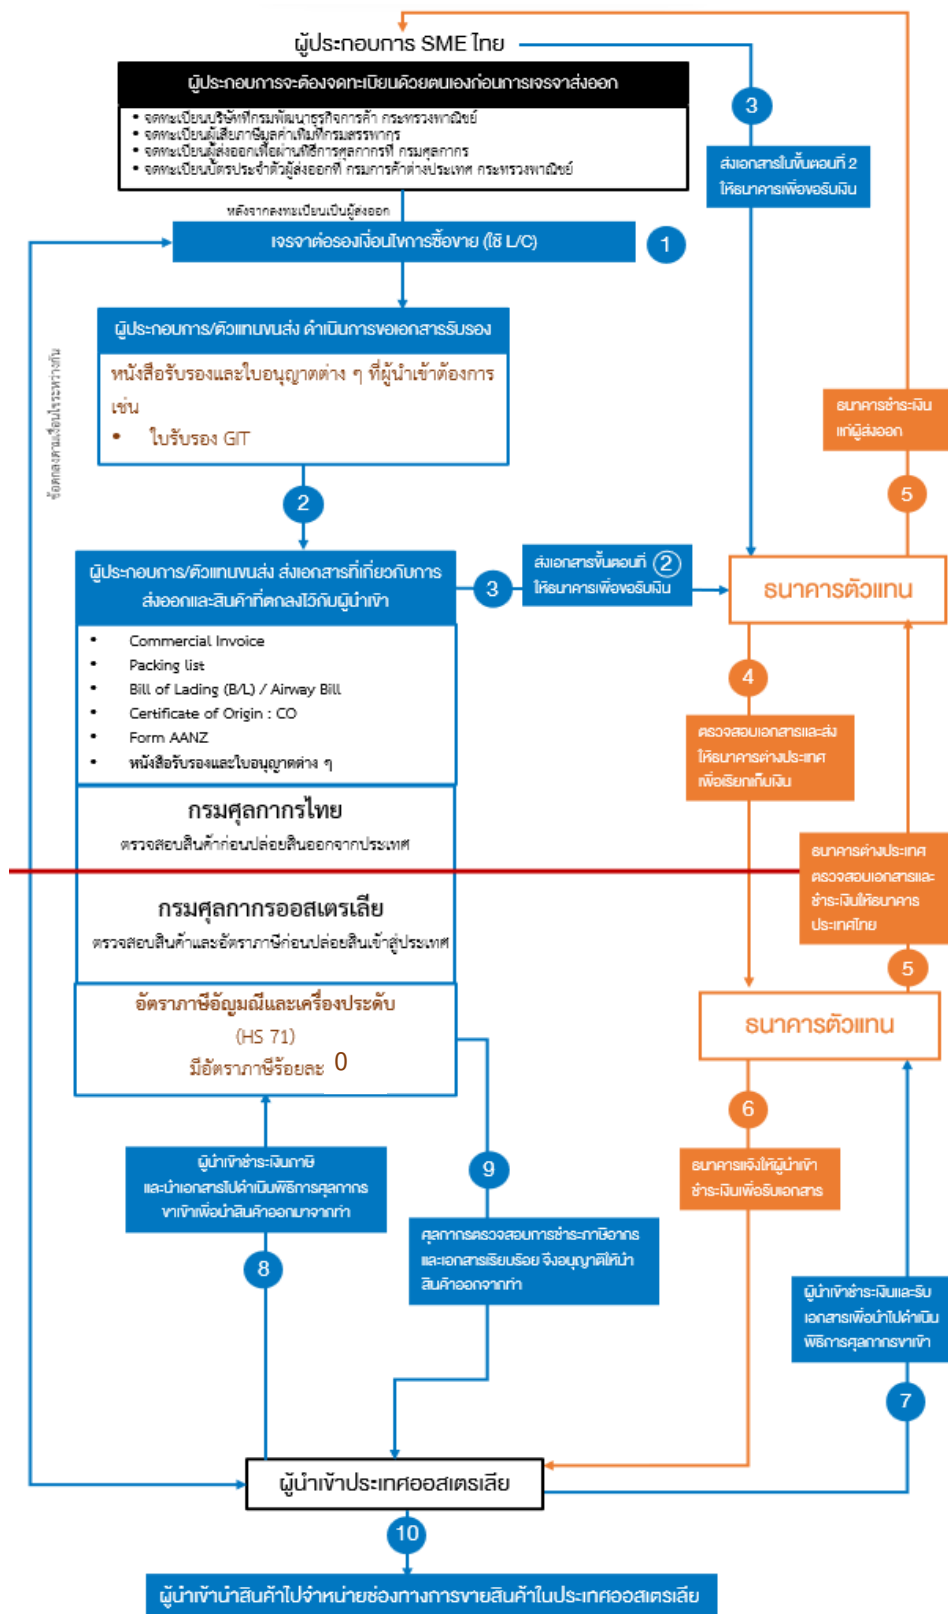 ผู้ประกอบการ SME ไทย
ผู้ประกอบการจะต้องจดทะเบียนด้วยตนเองก่อนการเจรจาส่งออก
• จดทะเบียนบริษัทที่กรมพัฒนาธุรกิจการค้า กระทรวงพาณิชย์
• จดทะเบียนผู้เสียภาษีมูลค่าเพิ่มที่กรมสรรพากร
• จดทะเบียนผู้ส่งออกเพื่อผ่านพิธีการศุลกากรที่ กรมศุลกากร
• จดทะเบียนบัตรประจำตัวผู้ส่งออกที่ กรมการค้าต่างประเทศ กระทรวงพาณิชย์
3
ส่งเอกสารในขั้นตอนที่ 2
ให้ธนาคารเพื่อขอรับเงิน
หลังจากลงทะเบียนเป็นผู้ส่งออก
เจรจาต่อรองเงื่อนไขการซื้อขาย (ใช้ L/C)
1
ข้อตกลงตามเงื่อนไขระหว่างกัน
ผู้ประกอบการ/ตัวแทนขนส่ง ดำเนินการขอเอกสารรับรอง
หนังสือรับรองและใบอนุญาตต่าง ๆ ที่ผู้นำเข้าต้องการ
เช่น
• ใบรับรอง GIT
ธนาคารชำระเงิน
แก่ผู้ส่งออก
5
2
ผู้ประกอบการ/ตัวแทนขนส่ง ส่งเอกสารที่เกี่ยวกับการ
ส่งออกและสินค้าที่ตกลงไว้กับผู้นำเข้า
3
ส่งเอกสารขั้นตอนที่ 2
ให้ธนาคารเพื่อขอรับเงิน
ธนาคารตัวแทน
• Commercial Invoice
• Packing list
• Bill of Lading (B/L) / Airway Bill
• Certificate of Origin : CO
• Form AANZ
• หนังสือรับรองและใบอนุญาตต่าง ๆ
4
ตรวจสอบเอกสารและส่ง
ให้ธนาคารต่างประเทศ
เพื่อเรียกเก็บเงิน
กรมศุลกากรไทย
ตรวจสอบสินค้าก่อนปล่อยสินออกจากประเทศ
ธนาคารต่างประเทศ
ตรวจสอบเอกสารและ
ชำระเงินให้ธนาคาร
ประเทศไทย
5
กรมศุลกากรออสเตรเลีย
ตรวจสอบสินค้าและอัตราภาษีก่อนปล่อยสินเข้าสู่ประเทศ
อัตราภาษีอัญมณีและเครื่องประดับ
(HS 71)
มีอัตราภาษีร้อยละ 0
ธนาคารตัวแทน
6
ธนาคารแจ้งให้ผู้นำเข้า
ชำระเงินเพื่อรับเอกสาร
ผู้นำเข้าชำระเงินภาษี
และนำเอกสารไปดำเนินพิธีการศุลกากร
ขาเข้าเพื่อนำสินค้าออกมาจากท่า
8
9
ศุลกากรตรวจสอบการชำระภาษีอากร
และเอกสารเรียบร้อย จึงอนุญาติให้นำ
สินค้าออกจากท่า
ผู้นำเข้าชำระเงินและรับ
เอกสารเพื่อนำไปดำเนิน
พิธีการศุลกากรขาเข้า
7
ผู้นำเข้าประเทศออสเตรเลีย
10
ผู้นำเข้านำสินค้าไปจำหน่ายช่องทางการขายสินค้าในประเทศออสเตรเลีย